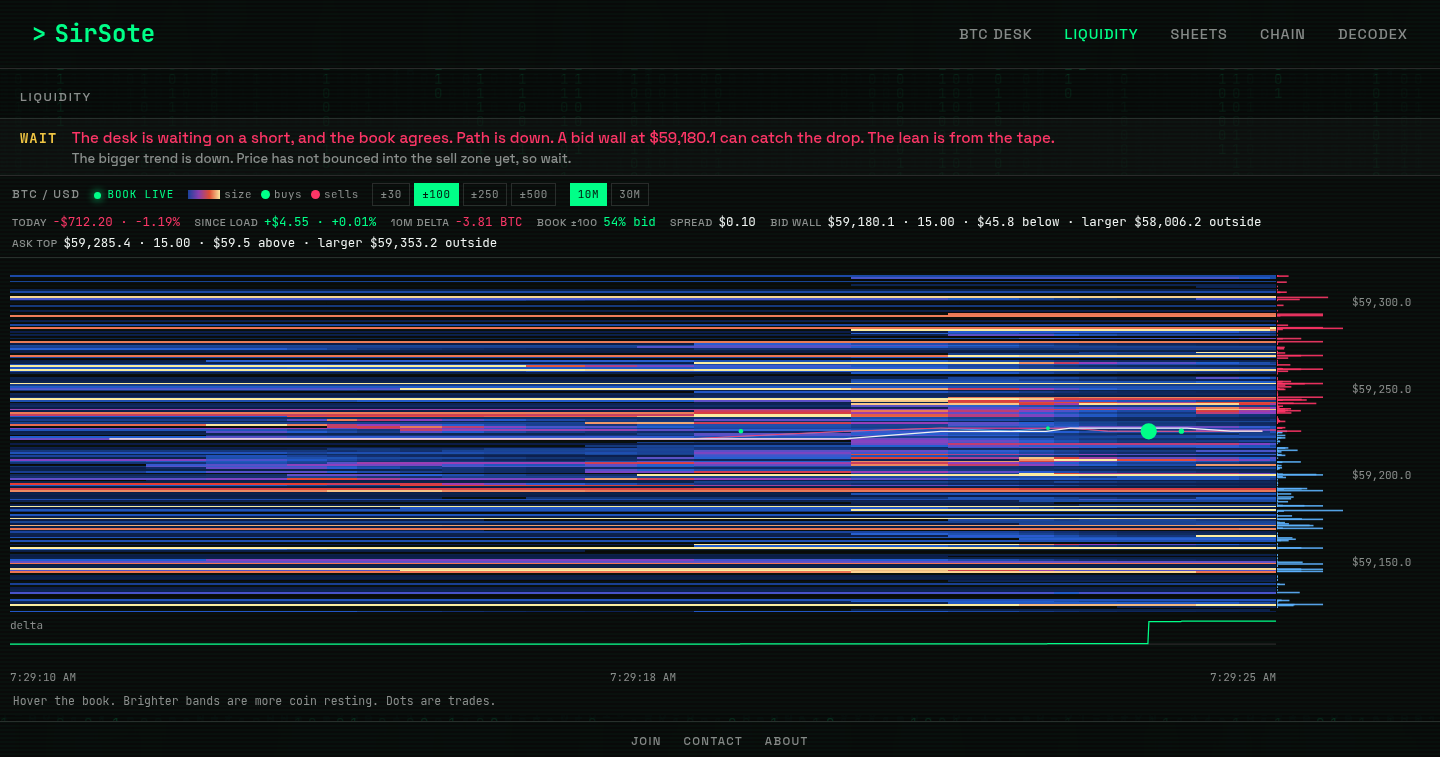 > SirSote
BTC DESK LIQUIDITY SHEETS CHAIN DECODEX
LIQUIDITY
WAIT The desk is waiting on a short, and the book agrees. Path is down. A bid wall at $59,180.1 can catch the drop. The lean is from the tape.
The bigger trend is down. Price has not bounced into the sell zone yet, so wait.
BTC / USD BOOK LIVE size buys sells ±30 ±100 ±250 ±500 10M 30M
TODAY -$712.20 · -1.19% SINCE LOAD +$4.55 · +0.01% 10M DELTA -3.81 BTC BOOK ±100 54% bid SPREAD $0.10 BID WALL $59,180.1 · 15.00 · $45.8 below · larger $58,006.2 outside
ASK TOP $59,285.4 · 15.00 · $59.5 above · larger $59,353.2 outside
$59,300.0
$59,250.0
$59,200.0
$59,150.0
delta
7:29:10 AM 7:29:18 AM 7:29:25 AM
Hover the book. Brighter bands are more coin resting. Dots are trades.
JOIN CONTACT ABOUT